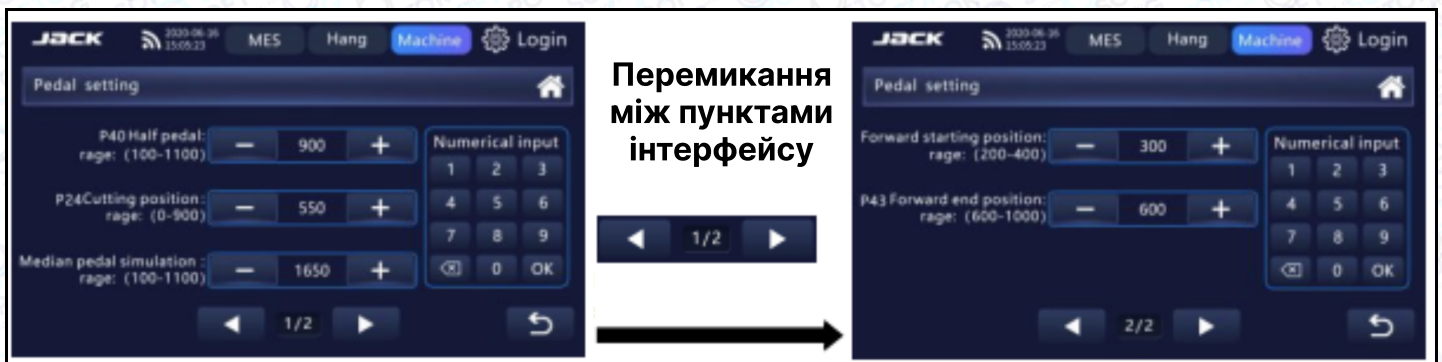 JACK 2020-06-16 15:05:23 MES Hang Machine Login
Pedal setting
P40 Half pedal:
rage: (100-1100)
− 900 +
P24Cutting position:
rage: (0-900)
− 550 +
Median pedal simulation :
rage: (100-1100)
− 1650 +
Numerical input
1 2 3
4 5 6
7 8 9
0 OK
1/2
Перемикання
між пунктами
інтерфейсу
1/2
JACK 2020-06-16 15:05:23 MES Hang Machine Login
Pedal setting
Forward starting position:
rage: (200-400)
− 300 +
P43 Forward end position:
rage: (600-1000)
− 600 +
Numerical input
1 2 3
4 5 6
7 8 9
0 OK
2/2